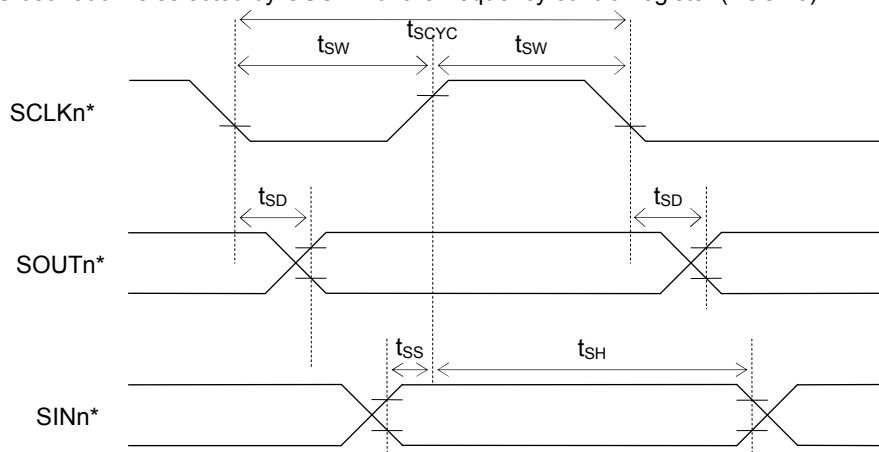 tSCYC
tSW tSW
SCLKn*
tSD tSD
SOUTn*
tSS tSH
SINn*